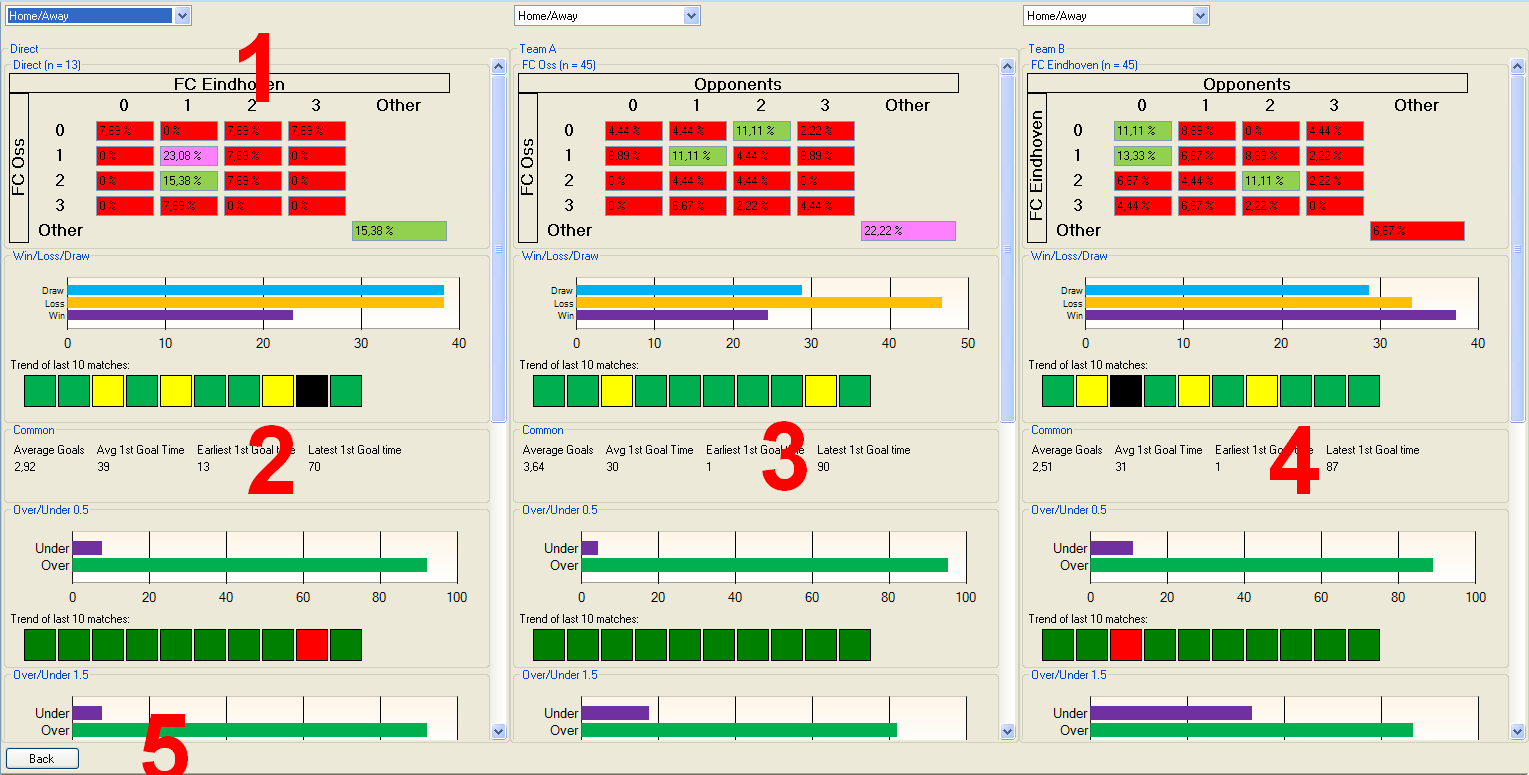 Home/Away
Direct
Direct (n = 13)
1
FC Eindhoven
0 1 2 3 Other
FC Oss
0 7,69 % 0 % 7,69 % 7,69 %
1 0 % 23,08 % 7,69 % 0 %
2 0 % 15,38 % 7,69 % 0 %
3 0 % 7,69 % 0 % 0 %
Other 15,38 %
Win/Loss/Draw
Draw
Loss
Win
0 10 20 30 40
Trend of last 10 matches:
Common
2
Average Goals Avg 1st Goal Time Earliest 1st Goal time Latest 1st Goal time
2,92 39 13 70
Over/Under 0.5
Under
Over
0 20 40 60 80 100
Trend of last 10 matches:
Over/Under 1.5
Under
Over
5
Back
Home/Away
Team A
FC Oss (n = 45)
Opponents
0 1 2 3 Other
FC Oss
0 4,44 % 4,44 % 11,11 % 2,22 %
1 8,89 % 11,11 % 4,44 % 8,89 %
2 0 % 4,44 % 4,44 % 0 %
3 0 % 6,67 % 2,22 % 4,44 %
Other 22,22 %
Win/Loss/Draw
Draw
Loss
Win
0 10 20 30 40 50
Trend of last 10 matches:
Common
3
Average Goals Avg 1st Goal Time Earliest 1st Goal time Latest 1st Goal time
3,64 30 1 90
Over/Under 0.5
Under
Over
0 20 40 60 80 100
Trend of last 10 matches:
Over/Under 1.5
Under
Over
Home/Away
Team B
FC Eindhoven (n = 45)
Opponents
0 1 2 3 Other
FC Eindhoven
0 11,11 % 8,89 % 0 % 4,44 %
1 13,33 % 6,67 % 8,89 % 2,22 %
2 6,67 % 4,44 % 11,11 % 2,22 %
3 4,44 % 6,67 % 2,22 % 0 %
Other 6,67 %
Win/Loss/Draw
Draw
Loss
Win
0 10 20 30 40
Trend of last 10 matches:
Common
4
Average Goals Avg 1st Goal Time Earliest 1st Goal time Latest 1st Goal time
2,51 31 1 87
Over/Under 0.5
Under
Over
0 20 40 60 80 100
Trend of last 10 matches:
Over/Under 1.5
Under
Over